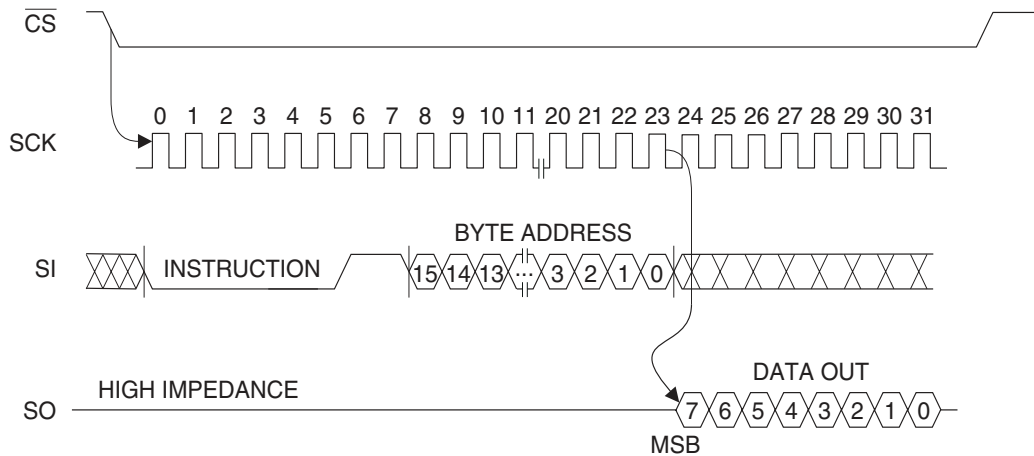 CS
0 1 2 3 4 5 6 7 8 9 10 11 20 21 22 23 24 25 26 27 28 29 30 31
SCK
BYTE ADDRESS
SI INSTRUCTION 15 14 13 ... 3 2 1 0
HIGH IMPEDANCE DATA OUT
SO 7 6 5 4 3 2 1 0
MSB